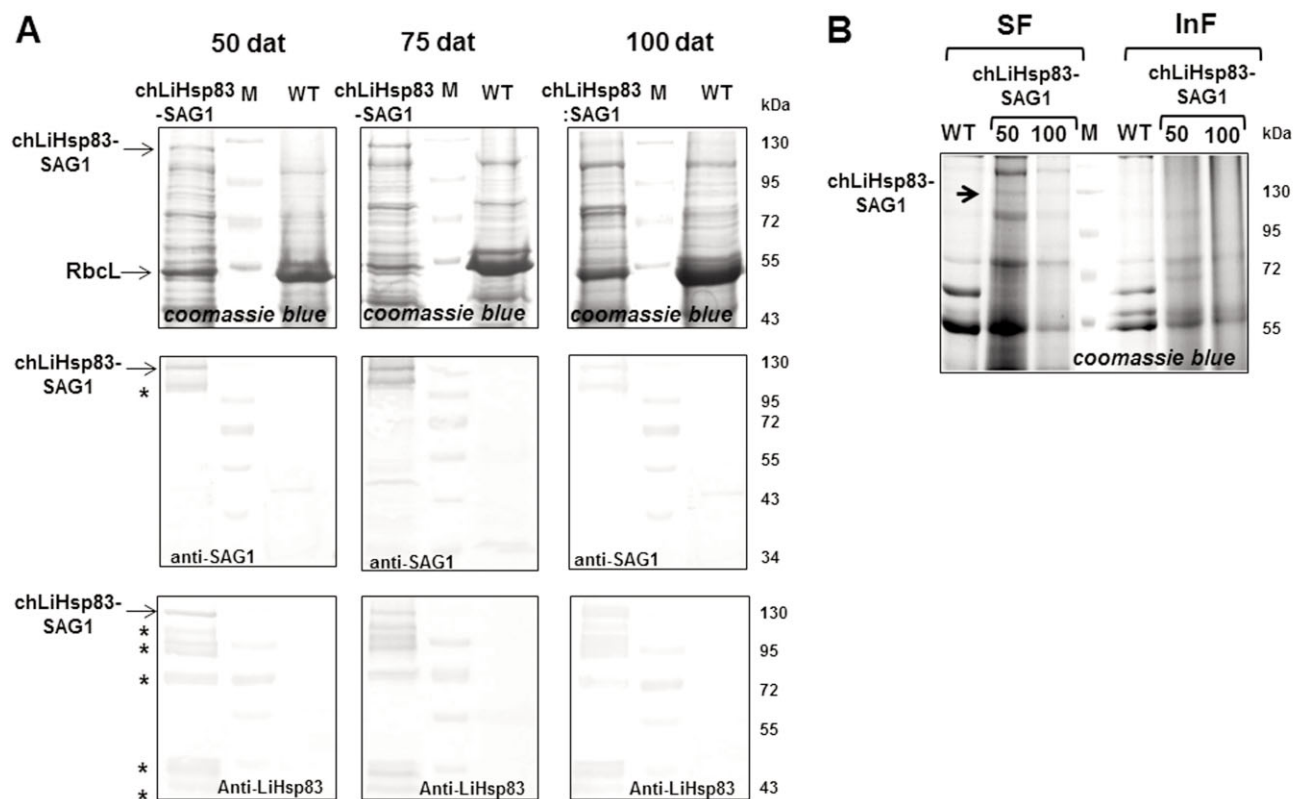 A
50 dat
75 dat
100 dat
chLiHsp83
-SAG1
M
WT
chLiHsp83
-SAG1
M
WT
chLiHsp83
:SAG1
M
WT
kDa
chLiHsp83-
SAG1
RbcL
coomassie blue
coomassie blue
coomassie blue
130
95
72
55
43
chLiHsp83-
SAG1
*
anti-SAG1
anti-SAG1
anti-SAG1
130
95
72
55
43
34
chLiHsp83-
SAG1
*
*
*
*
*
Anti-LiHsp83
Anti-LiHsp83
Anti-LiHsp83
130
95
72
55
43
B
SF
InF
chLiHsp83-
SAG1
chLiHsp83-
SAG1
WT
50
100
M
WT
50
100
kDa
chLiHsp83-
SAG1
coomassie blue
130
95
72
55